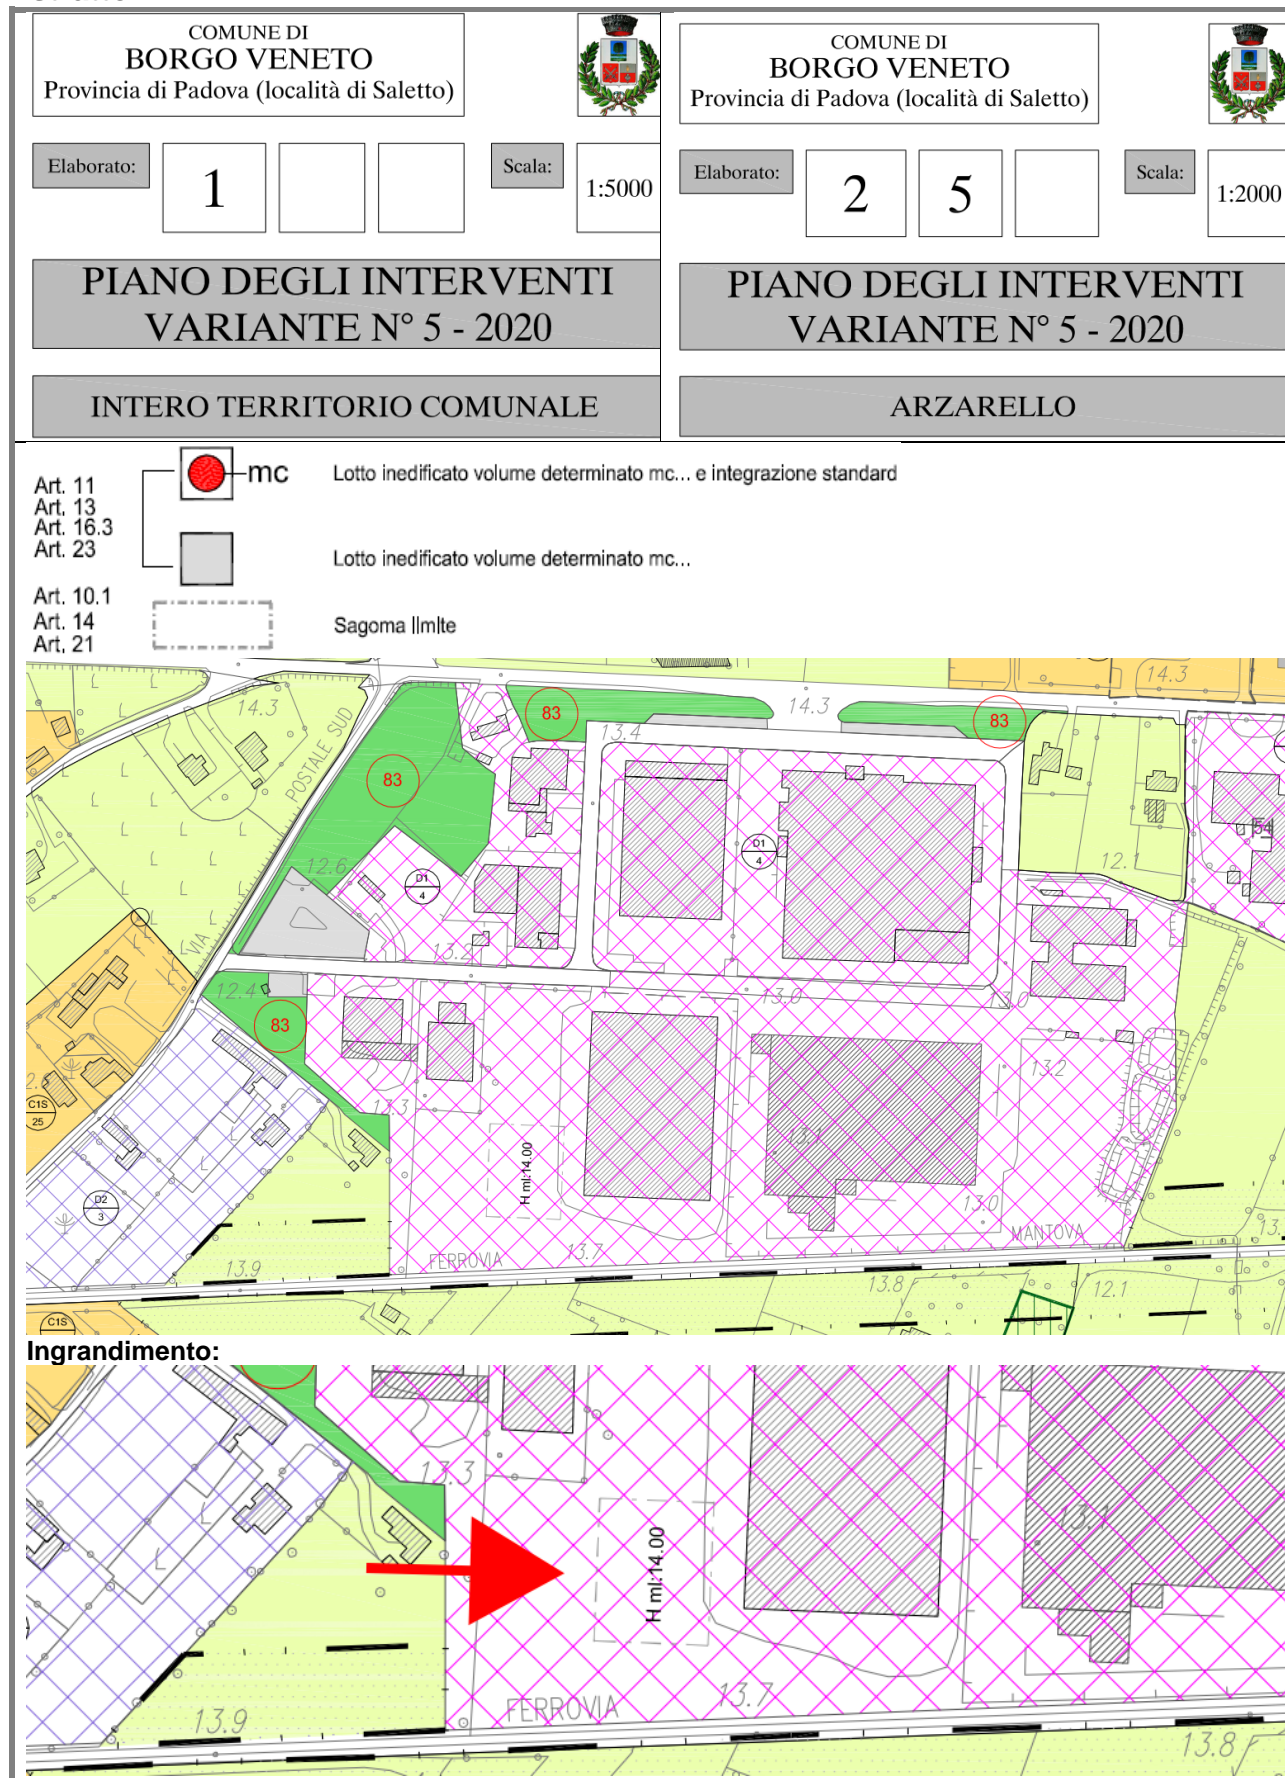 COMUNE DI
BORGO VENETO
Provincia di Padova (località di Saletto)
Elaborato:
1
Scala:
1:5000
PIANO DEGLI INTERVENTI
VARIANTE N° 5 - 2020
INTERO TERRITORIO COMUNALE
COMUNE DI
BORGO VENETO
Provincia di Padova (località di Saletto)
Elaborato:
2 5
Scala:
1:2000
PIANO DEGLI INTERVENTI
VARIANTE N° 5 - 2020
ARZARELLO
Art. 11
Art. 13
Art. 16.3
Art. 23
mc
Lotto inedificato volume determinato mc... e integrazione standard
Lotto inedificato volume determinato mc...
Art. 10.1
Art. 14
Art. 21
Sagoma limite
14.3
VIA POSTALE SUD
83
83
13.4
14.3
83
14.3
83
12.6
D1
4
13.2
D1
4
12.1
54
12.4
83
13.0
13.0
13.2
13.3
C1S
25
D2
3
H ml.14.00
13.1
13.0
13.9
FERROVIA
13.7
MANTOVA
13.
13.8
12.1
C1S
Ingrandimento:
13.3
H ml.14.00
13.1
13.9
FERROVIA
13.7
13.8